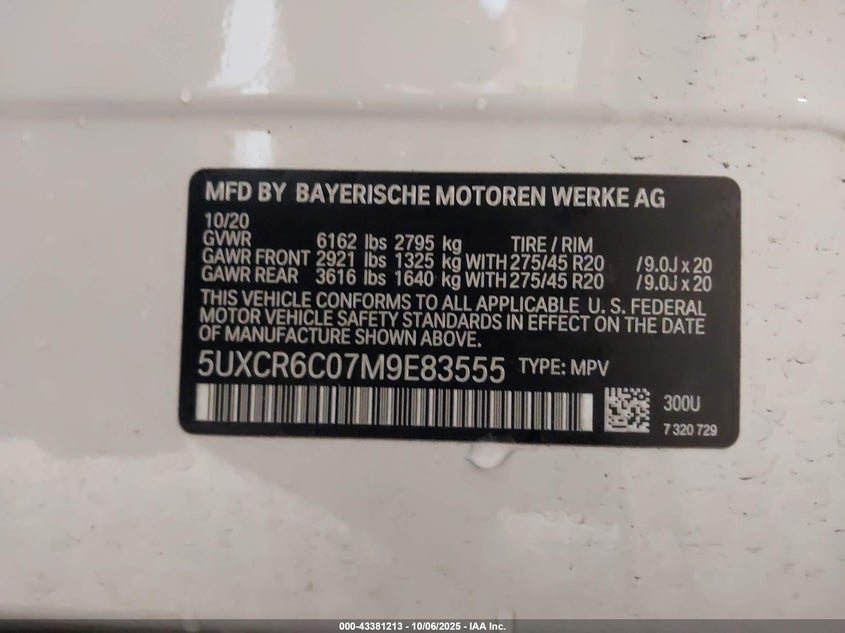 MFD BY BAYERISCHE MOTOREN WERKE AG
10/20
GVWR 6162 lbs 2795 kg TIRE / RIM
GAWR FRONT 2921 lbs 1325 kg WITH 275/45 R20 / 9.0J x 20
GAWR REAR 3616 lbs 1640 kg WITH 275/45 R20 / 9.0J x 20
THIS VEHICLE CONFORMS TO ALL APPLICABLE U. S. FEDERAL
MOTOR VEHICLE SAFETY STANDARDS IN EFFECT ON THE DATE
OF MANUFACTURE SHOWN ABOVE.
5UXCR6C07M9E83555 TYPE: MPV
300U
7 320 729
000-43381213 - 10/06/2025 - IAA Inc.